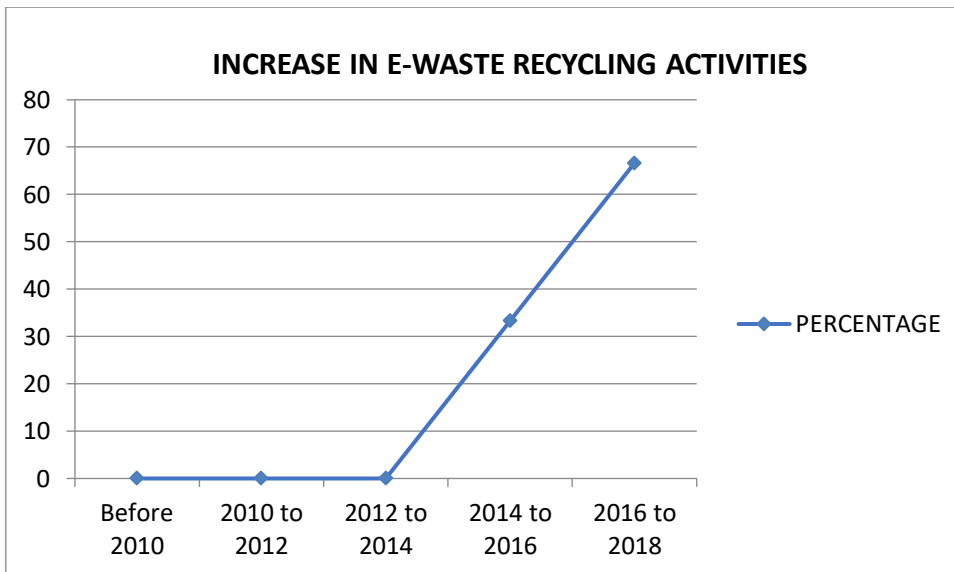 INCREASE IN E-WASTE RECYCLING ACTIVITIES
80
70
60
50
40
30
20
10
0
Before
2010
2010 to
2012
2012 to
2014
2014 to
2016
2016 to
2018
PERCENTAGE